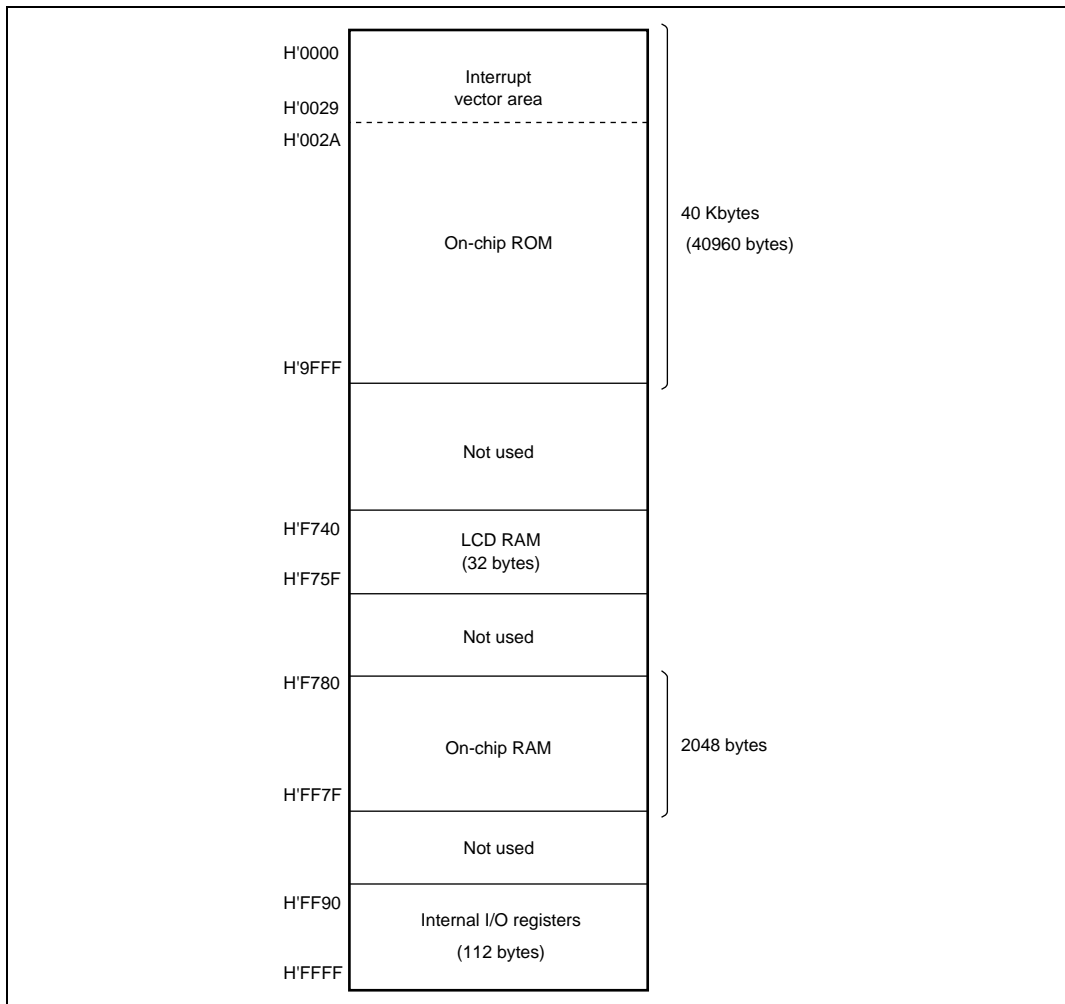 H'0000
Interrupt
vector area
H'0029
H'002A
40 Kbytes
(40960 bytes)
On-chip ROM
H'9FFF
Not used
H'F740
LCD RAM
(32 bytes)
H'F75F
Not used
H'F780
On-chip RAM
2048 bytes
H'FF7F
Not used
H'FF90
Internal I/O registers
(112 bytes)
H'FFFF